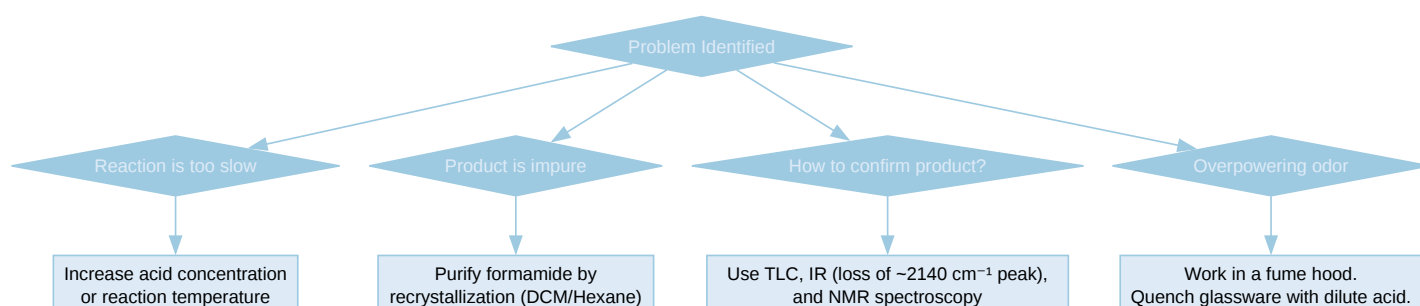 Problem Identified
Reaction is too slow
Product is impure
How to confirm product?
Overpowering odor
Increase acid concentration
or reaction temperature
Purify formamide by
recrystallization (DCM/Hexane)
Use TLC, IR (loss of ~2140 cm⁻¹ peak),
and NMR spectroscopy
Work in a fume hood.
Quench glassware with dilute acid.